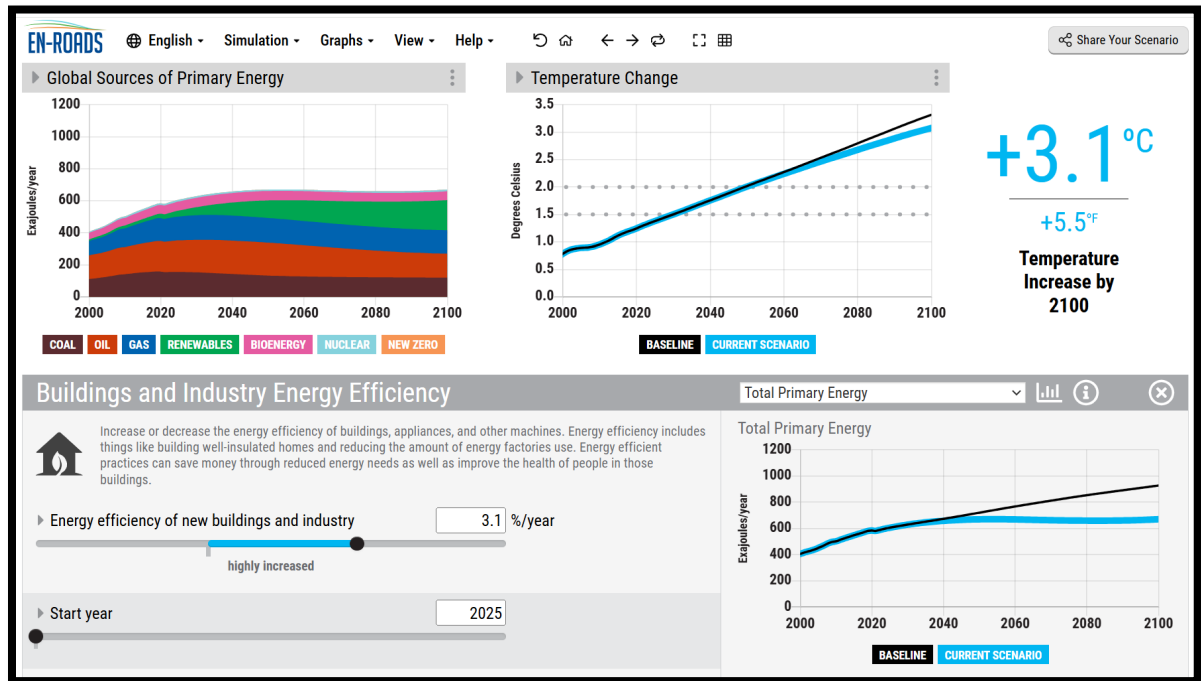 EN-ROADS
English
Simulation
Graphs
View
Help
Share Your Scenario
Global Sources of Primary Energy
1200
1000
800
600
400
200
0
Exajoules/year
2000 2020 2040 2060 2080 2100
COAL OIL GAS RENEWABLES BIOENERGY NUCLEAR NEW ZERO
Temperature Change
3.5
3.0
2.5
2.0
1.5
1.0
0.5
0.0
Degrees Celsius
2000 2020 2040 2060 2080 2100
BASELINE CURRENT SCENARIO
+3.1 °C
+5.5 °F
Temperature
Increase by
2100
Buildings and Industry Energy Efficiency
Total Primary Energy
Increase or decrease the energy efficiency of buildings, appliances, and other machines. Energy efficiency includes
things like building well-insulated homes and reducing the amount of energy factories use. Energy efficient
practices can save money through reduced energy needs as well as improve the health of people in those
buildings.
Energy efficiency of new buildings and industry 3.1 %/year
highly increased
Start year 2025
Total Primary Energy
1200
1000
800
600
400
200
0
Exajoules/year
2000 2020 2040 2060 2080 2100
BASELINE CURRENT SCENARIO